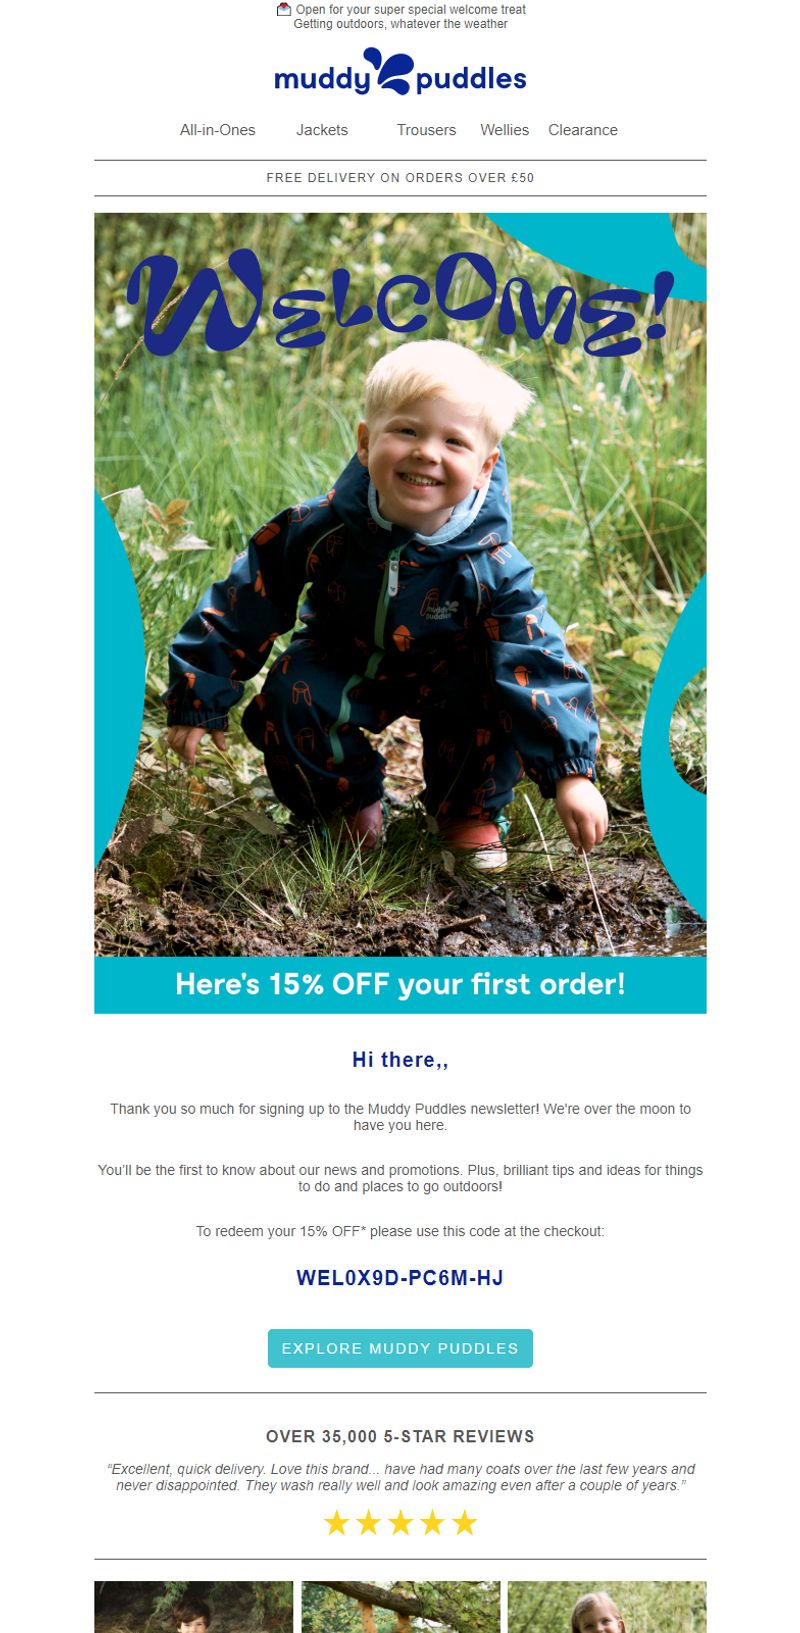 Open for your super special welcome treat
Getting outdoors, whatever the weather
muddy puddles
All-in-Ones Jackets Trousers Wellies Clearance
FREE DELIVERY ON ORDERS OVER £50
WELCOME!
muddy
puddles
Here's 15% OFF your first order!
Hi there,,
Thank you so much for signing up to the Muddy Puddles newsletter! We're over the moon to
have you here.
You’ll be the first to know about our news and promotions. Plus, brilliant tips and ideas for things
to do and places to go outdoors!
To redeem your 15% OFF* please use this code at the checkout:
WEL0X9D-PC6M-HJ
EXPLORE MUDDY PUDDLES
OVER 35,000 5-STAR REVIEWS
“Excellent, quick delivery. Love this brand... have had many coats over the last few years and
never disappointed. They wash really well and look amazing even after a couple of years.”